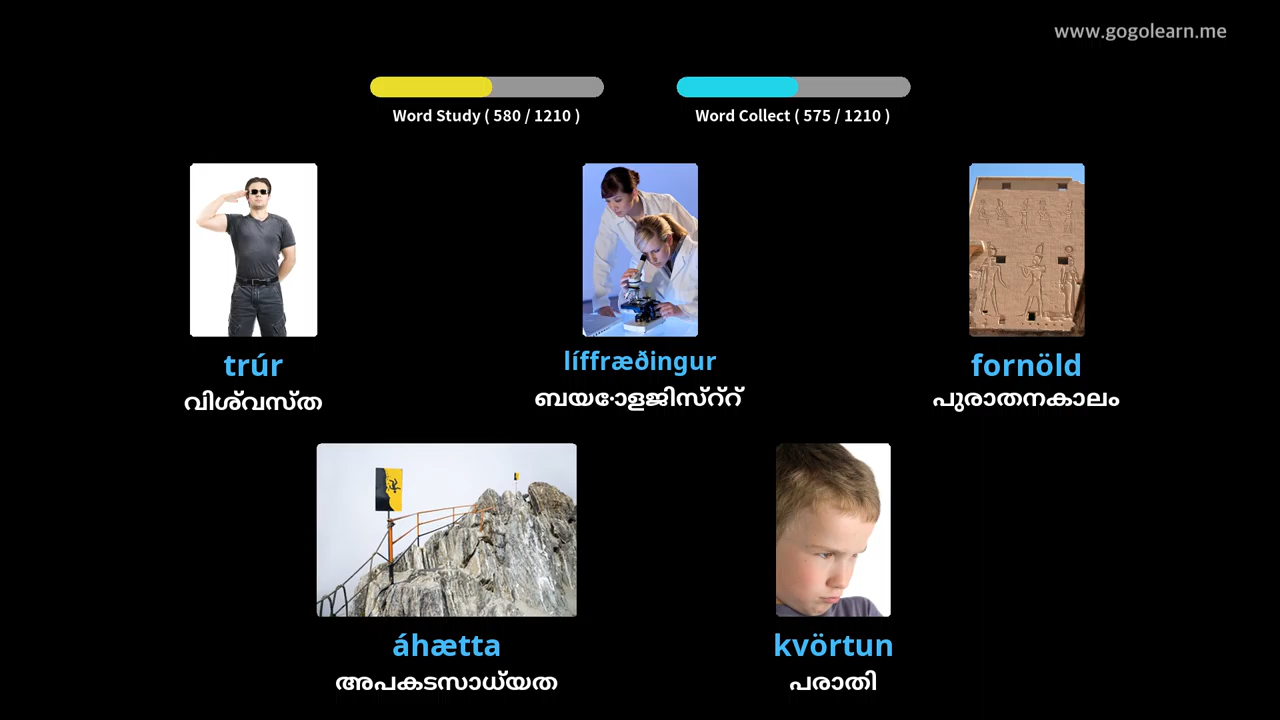 www.gogolearn.me
Word Study ( 580 / 1210 )
Word Collect ( 575 / 1210 )
trúr
വിശ്വസ്ത
líffræðingur
ബയോളജിസ്റ്റ്
fornöld
പുരാതനകാലം
áhætta
അപകടസാധ്യത
kvörtun
പരാതി